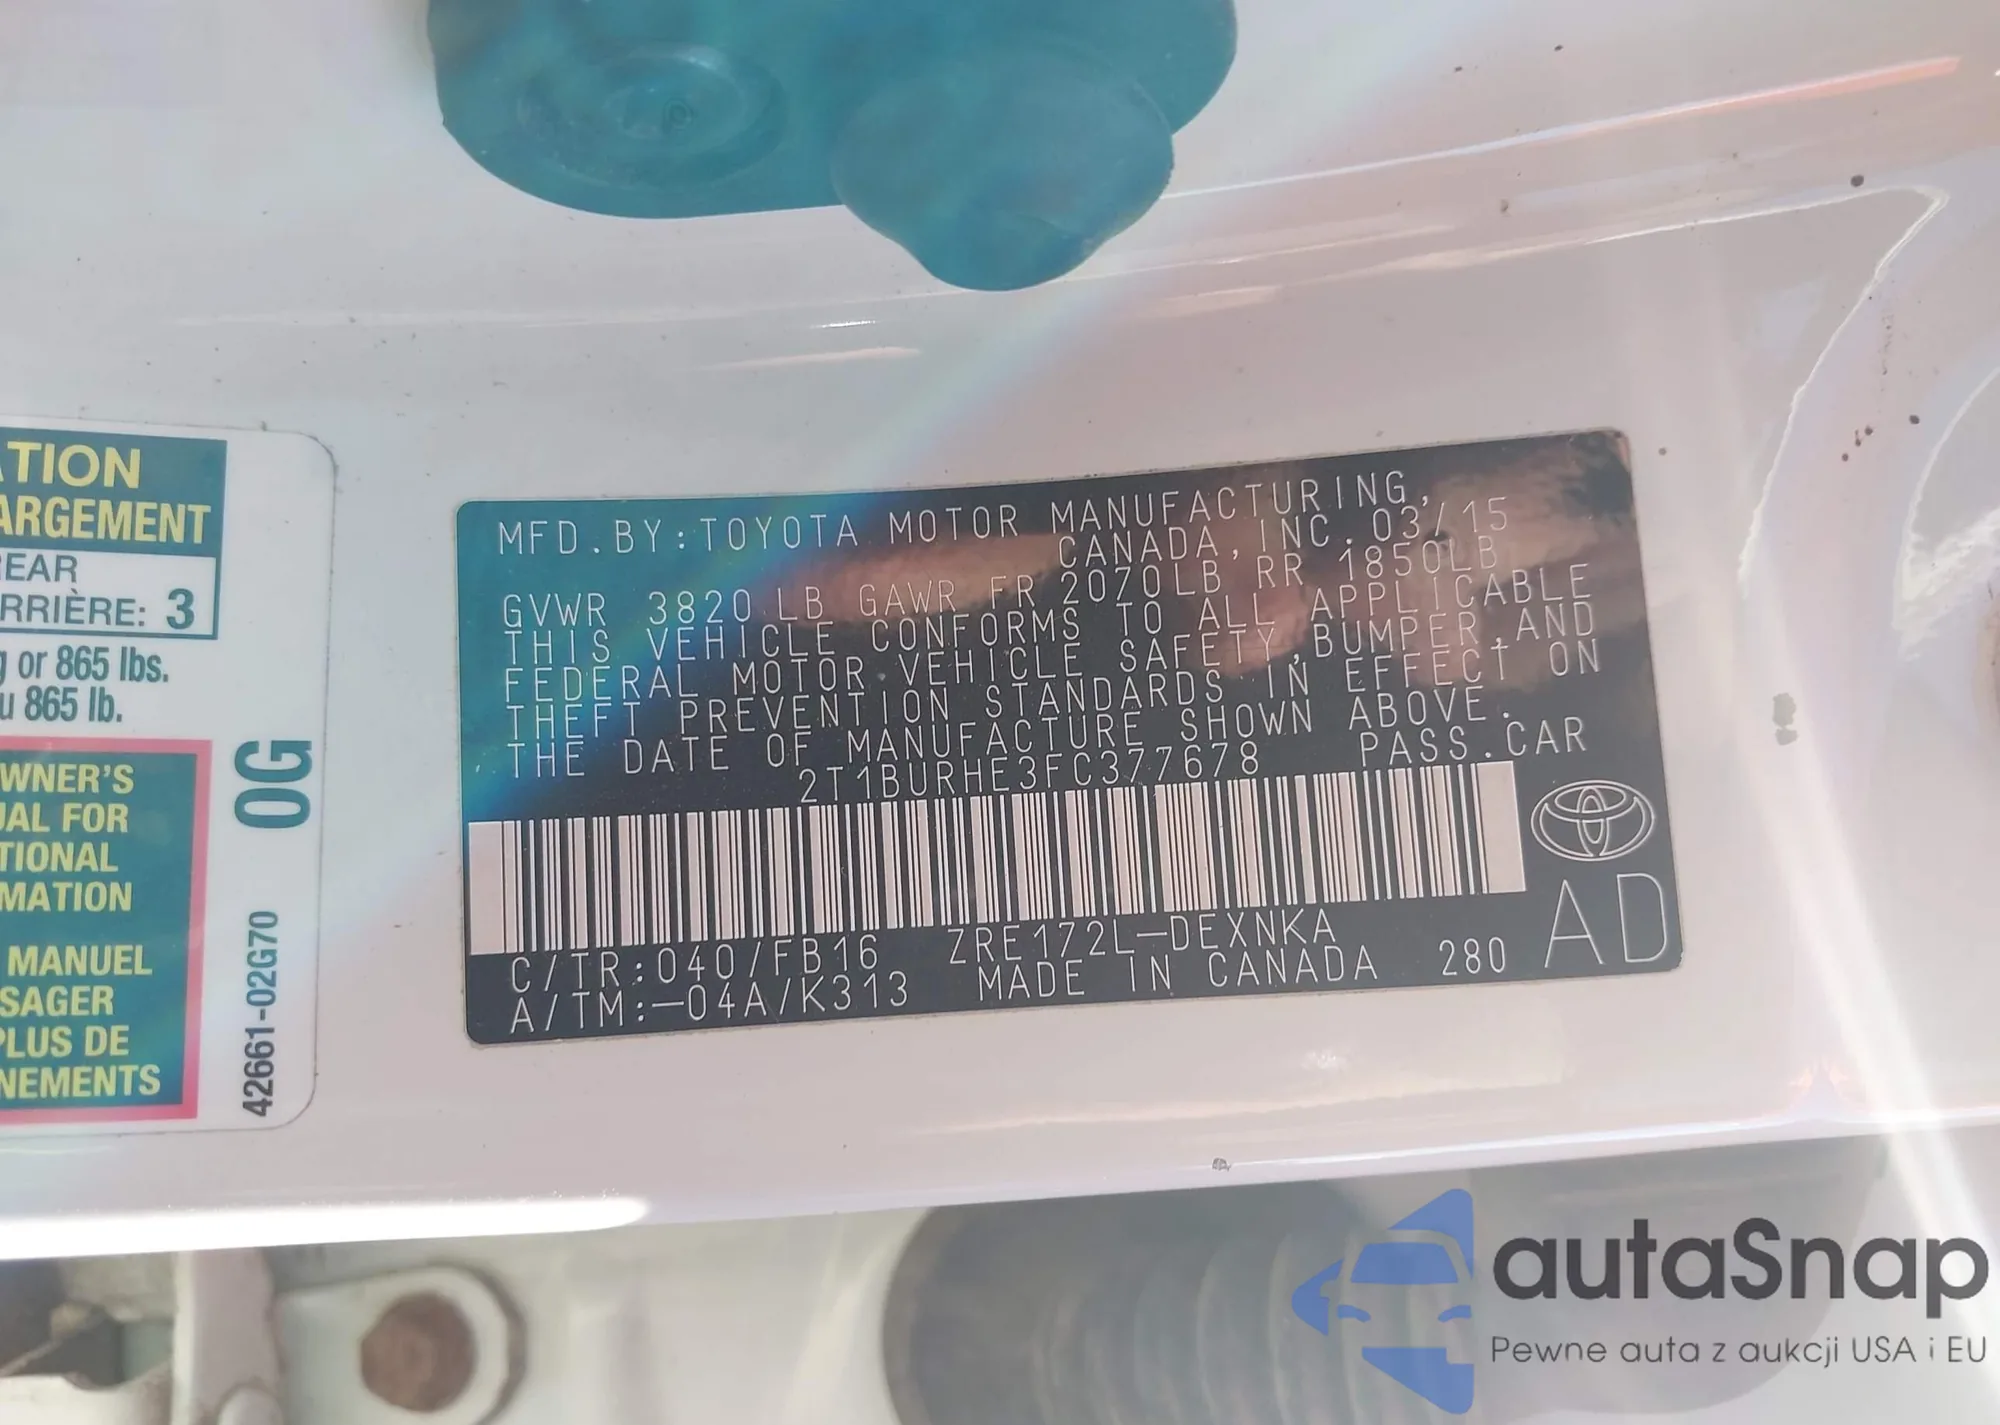 ATION
ARGEMENT
REAR
RRIÈRE: 3
g or 865 lbs.
u 865 lb.
OWNER'S
UAL FOR
TIONAL
MATION
MANUEL
SAGER
PLUS DE
NEMENTS
0G
42661-02G70
MFD.BY:TOYOTA MOTOR MANUFACTURING,
CANADA,INC.03/15
GVWR 3820 LB GAWR FR 2070LB RR 1850LB
THIS VEHICLE CONFORMS TO ALL APPLICABLE
FEDERAL MOTOR VEHICLE SAFETY,BUMPER,AND
THEFT PREVENTION STANDARDS IN EFFECT ON
THE DATE OF MANUFACTURE SHOWN ABOVE.
2T1BURHE3FC377678 PASS.CAR
C/TR:040/FB16 ZRE172L-DEXNKA
A/TM:-04A/K313 MADE IN CANADA 280
AD
autaSnap
Pewne auta z aukcji USA i EU